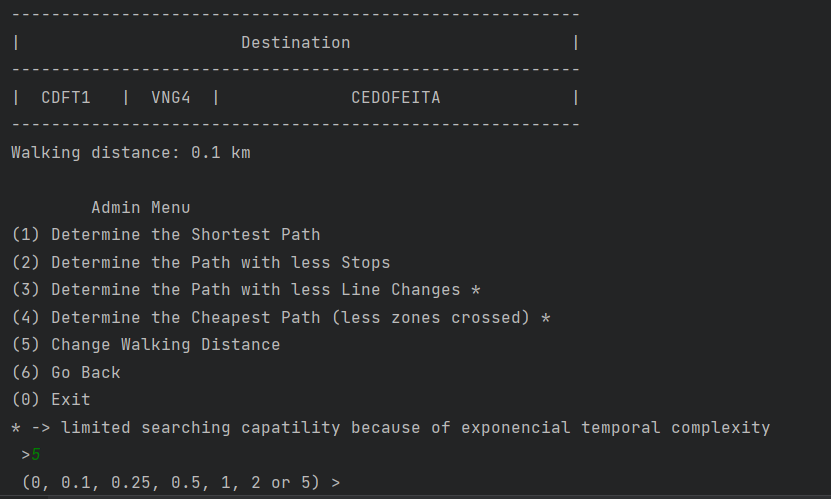 ---------------------------------------------------------
|                      Destination                      |
---------------------------------------------------------
|  CDFT1   |  VNG4  |             CEDOFEITA             |
---------------------------------------------------------
Walking distance: 0.1 km
        Admin Menu
(1) Determine the Shortest Path
(2) Determine the Path with less Stops
(3) Determine the Path with less Line Changes *
(4) Determine the Cheapest Path (less zones crossed) *
(5) Change Walking Distance
(6) Go Back
(0) Exit
* -> limited searching capatility because of exponencial temporal complexity
 >5
 (0, 0.1, 0.25, 0.5, 1, 2 or 5) >